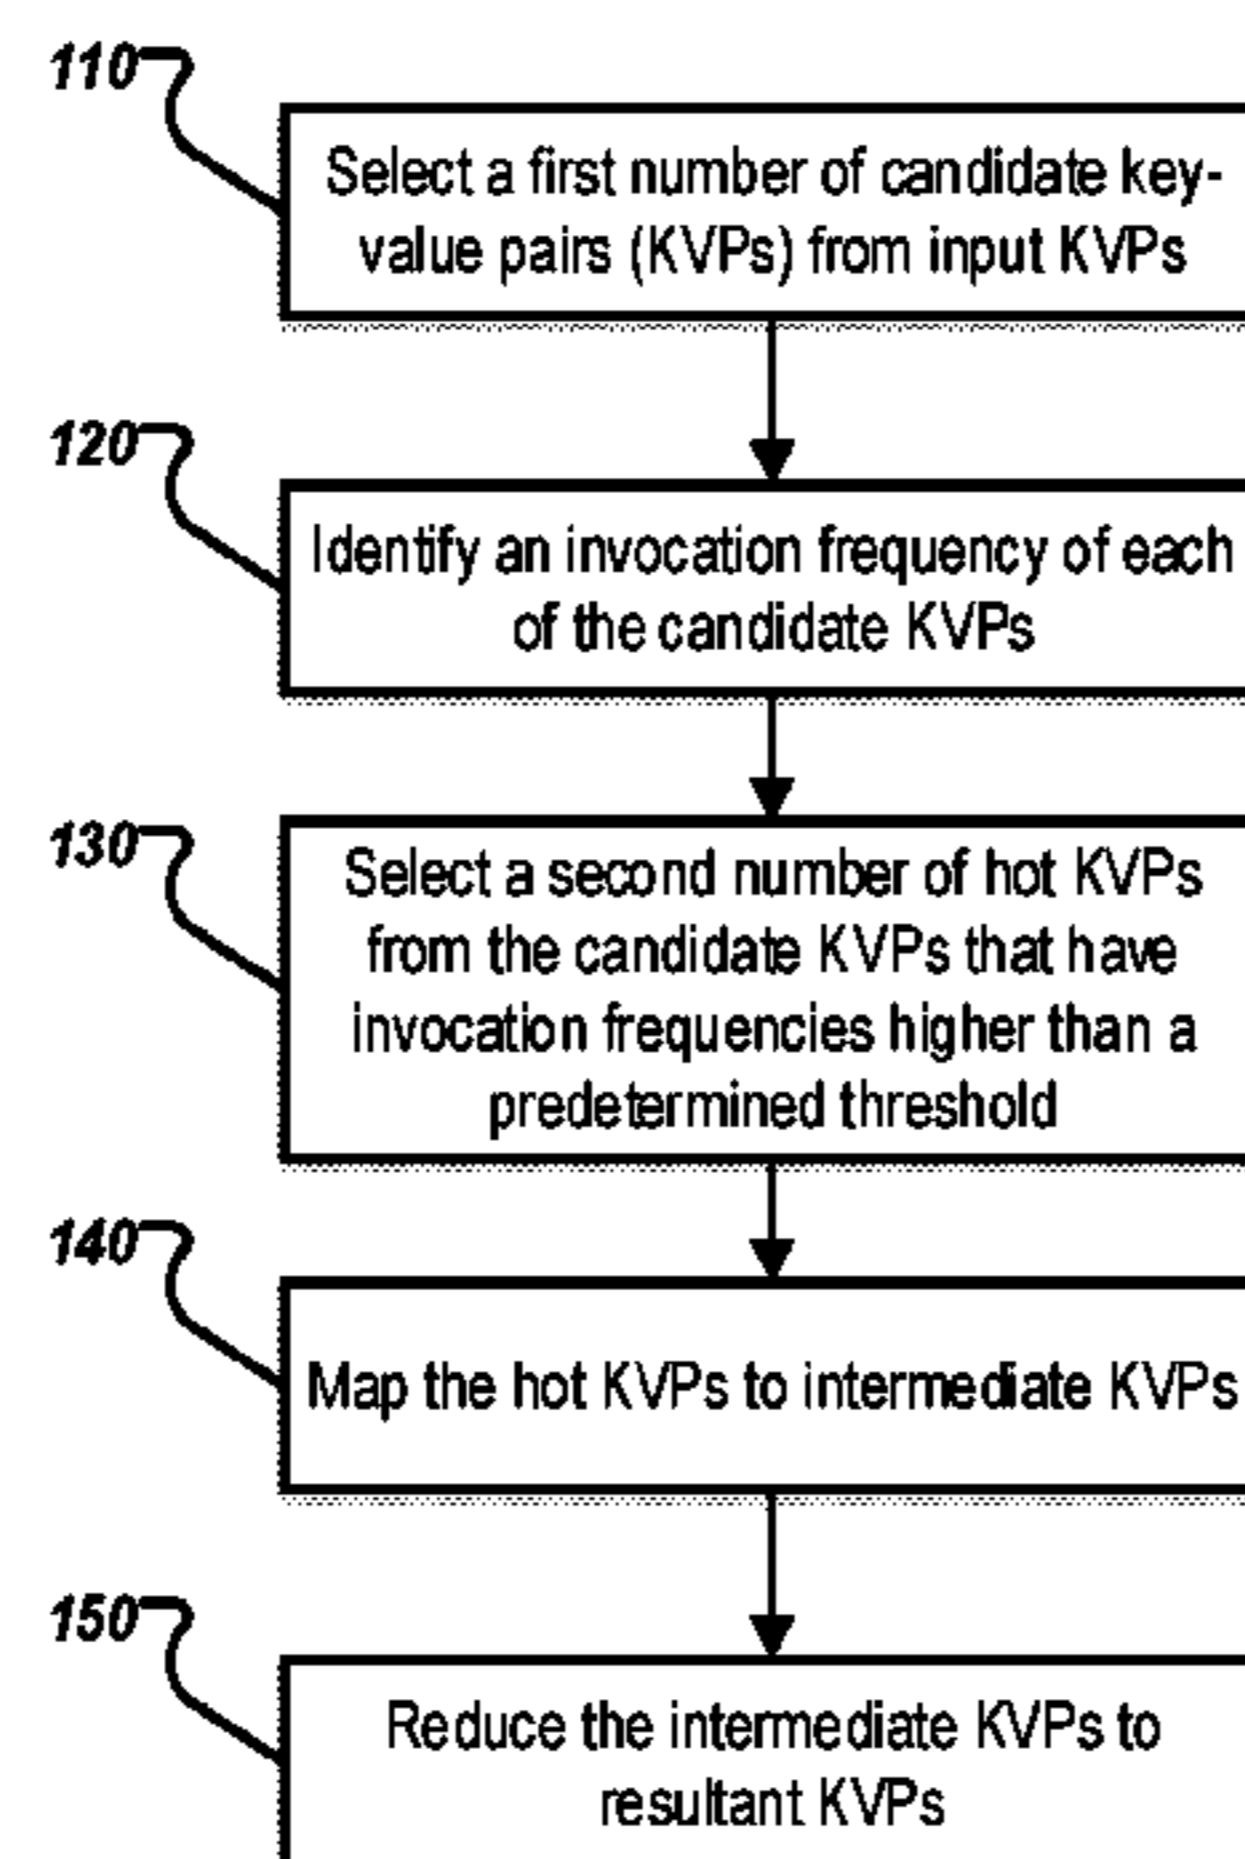 110
Select a first number of candidate key-
value pairs (KVPs) from input KVPs
120
Identify an invocation frequency of each
of the candidate KVPs
130
Select a second number of hot KVPs
from the candidate KVPs that have
invocation frequencies higher than a
predetermined threshold
140
Map the hot KVPs to intermediate KVPs
150
Reduce the intermediate KVPs to
resultant KVPs